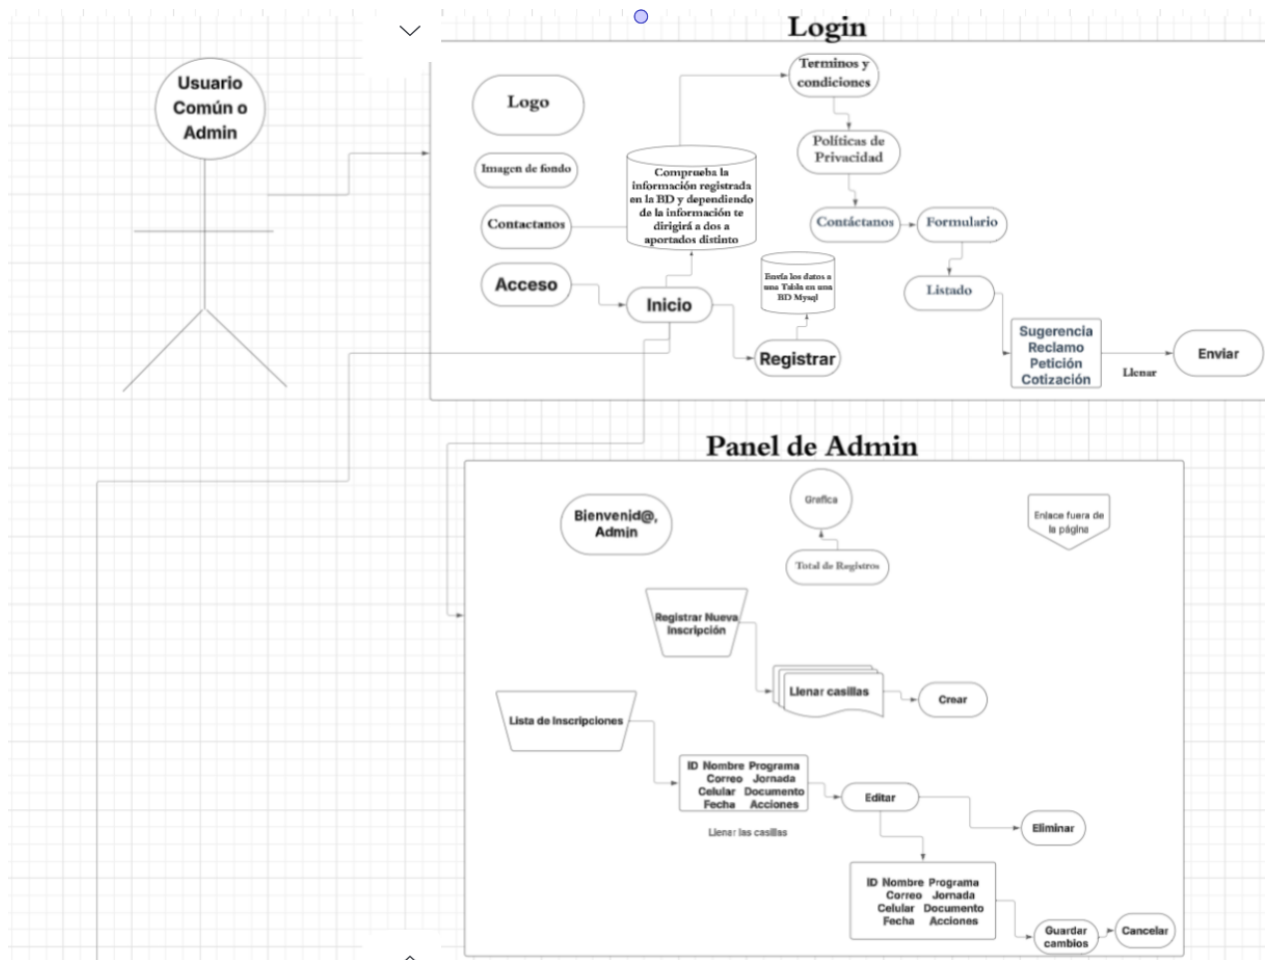 Login
Usuario
Común o
Admin
Logo
Imagen de fondo
Contactanos
Acceso
Inicio
Comprueba la
información registrada
en la BD y dependiendo
de la información te
dirigirá a dos a
aportados distinto
Registrar
Envía los datos a
una Tabla en una
BD Mysql
Terminos y
condiciones
Políticas de
Privacidad
Contáctanos
Formulario
Listado
Sugerencia
Reclamo
Petición
Cotización
Llenar
Enviar
Panel de Admin
Bienvenid@,
Admin
Grafica
Total de Registros
Enlace fuera de
la página
Registrar Nueva
Inscripción
Llenar casillas
Crear
Lista de Inscripciones
ID Nombre Programa
Correo Jornada
Celular Documento
Fecha Acciones
Llenar las casillas
Editar
Eliminar
ID Nombre Programa
Correo Jornada
Celular Documento
Fecha Acciones
Guardar
cambios
Cancelar